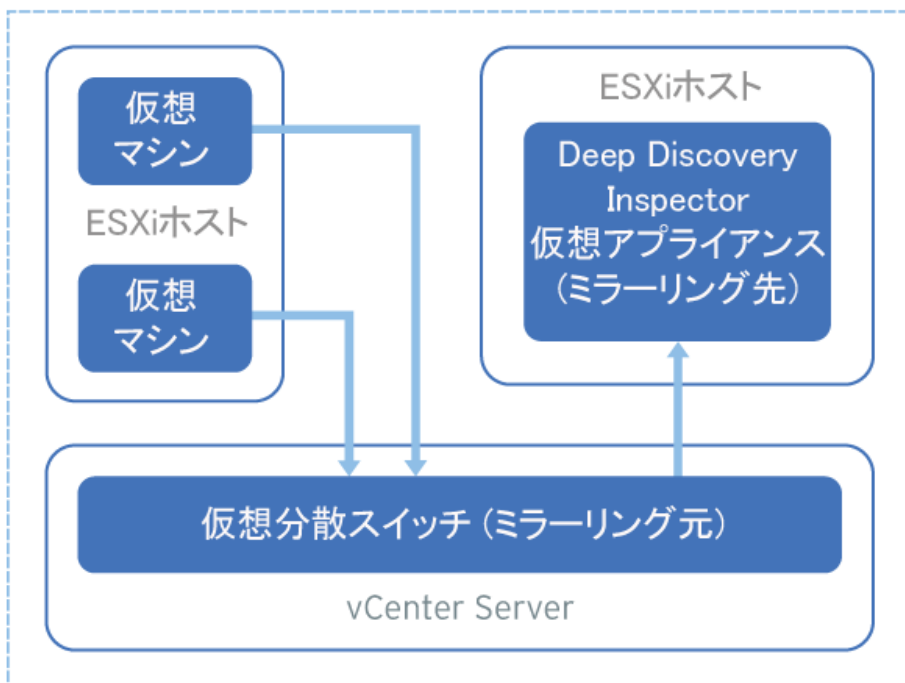 仮想
マシン
ESXiホスト
仮想
マシン
ESXiホスト
Deep Discovery
Inspector
仮想アプライアンス
(ミラーリング先)
仮想分散スイッチ (ミラーリング元)
vCenter Server